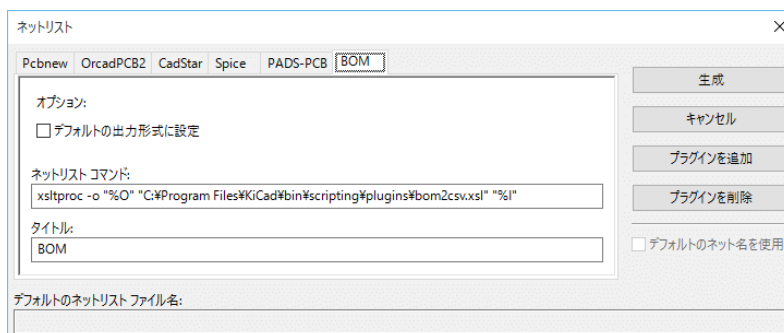 ネットリスト
Pcbnew OrcadPCB2 CadStar Spice PADS-PCB BOM
オプション:
デフォルトの出力形式に設定
ネットリスト コマンド:
xsltproc -o "%O" "C:¥Program Files¥KiCad¥bin¥scripting¥plugins¥bom2csv.xsl" "%I"
タイトル:
BOM
生成
キャンセル
プラグインを追加
プラグインを削除
デフォルトのネット名を使用
デフォルトのネットリスト ファイル名: